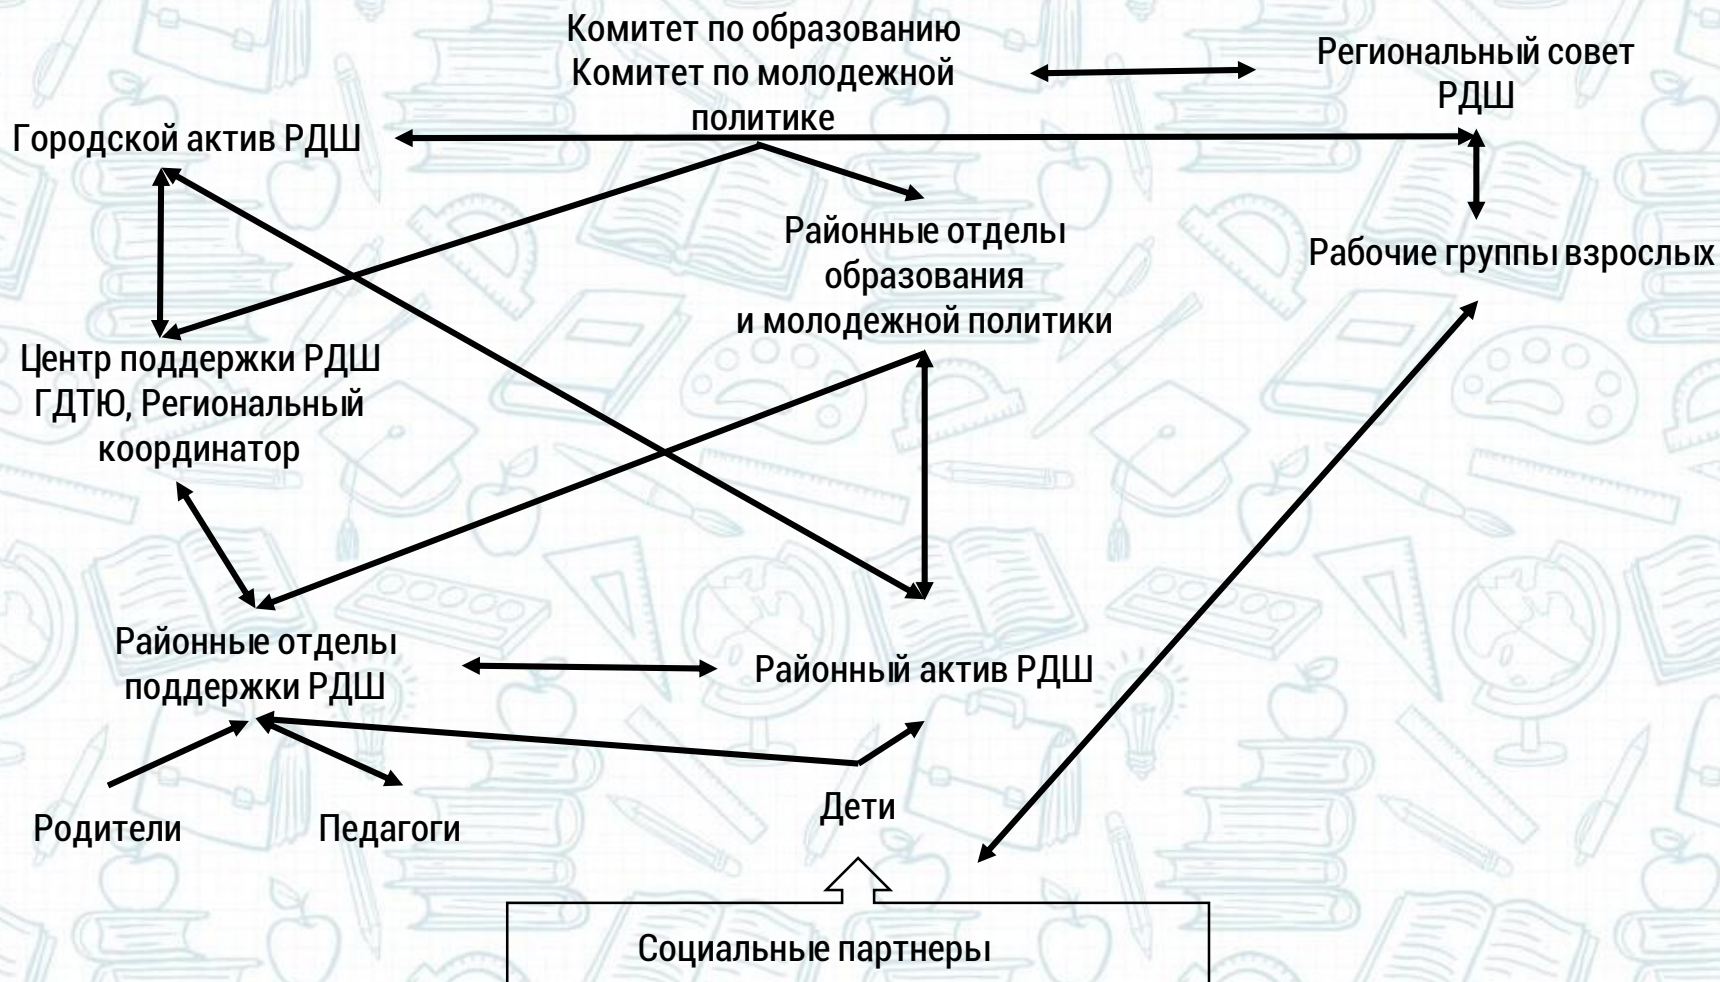 Комитет по образованию
Комитет по молодежной
политике
Региональный совет
РДШ
Городской актив РДШ
Районные отделы
образования
и молодежной политики
Рабочие группы взрослых
Центр поддержки РДШ
ГДТЮ, Региональный
координатор
Районные отделы
поддержки РДШ
Районный актив РДШ
Родители
Педагоги
Дети
Социальные партнеры